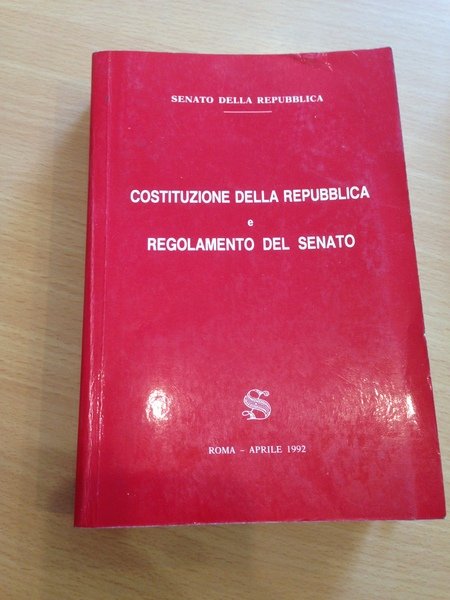 SENATO DELLA REPUBBLICA
COSTITUZIONE DELLA REPUBBLICA
e
REGOLAMENTO DEL SENATO
S
ROMA – APRILE 1992